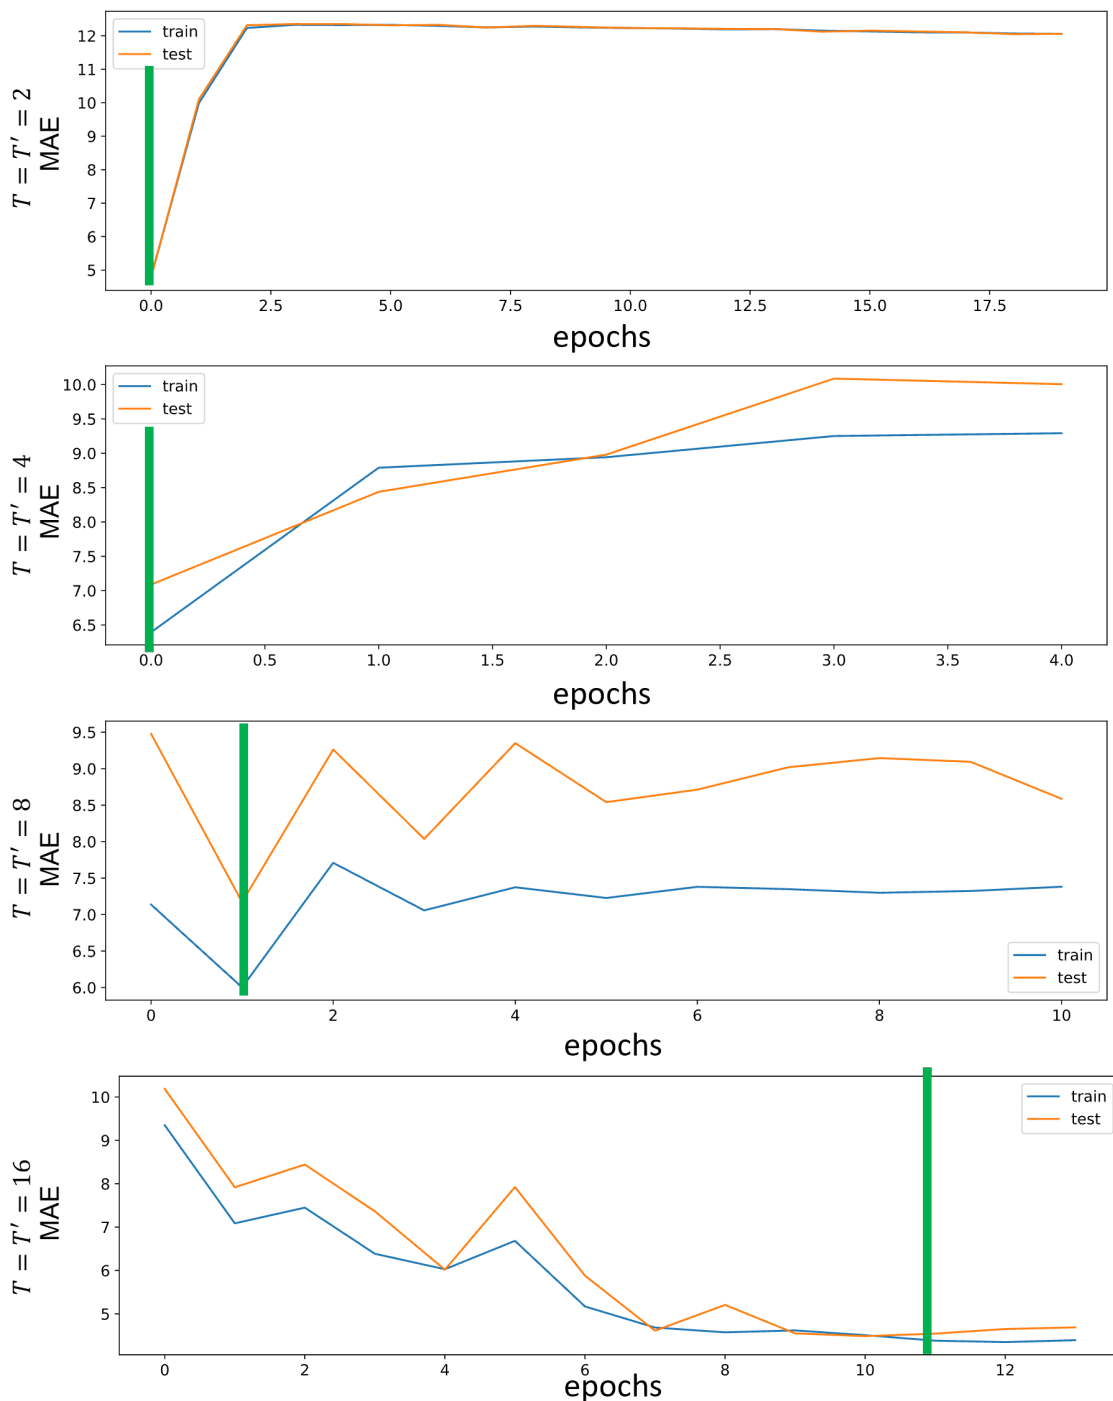 train
test
T = T′ = 2
MAE
12
11
10
9
8
7
6
5
0.0 2.5 5.0 7.5 10.0 12.5 15.0 17.5
epochs
train
test
T = T′ = 4
MAE
10.0
9.5
9.0
8.5
8.0
7.5
7.0
6.5
0.0 0.5 1.0 1.5 2.0 2.5 3.0 3.5 4.0
epochs
T = T′ = 8
MAE
9.5
9.0
8.5
8.0
7.5
7.0
6.5
6.0
train
test
0 2 4 6 8 10
epochs
train
test
T = T′ = 16
MAE
10
9
8
7
6
5
0 2 4 6 8 10 12
epochs